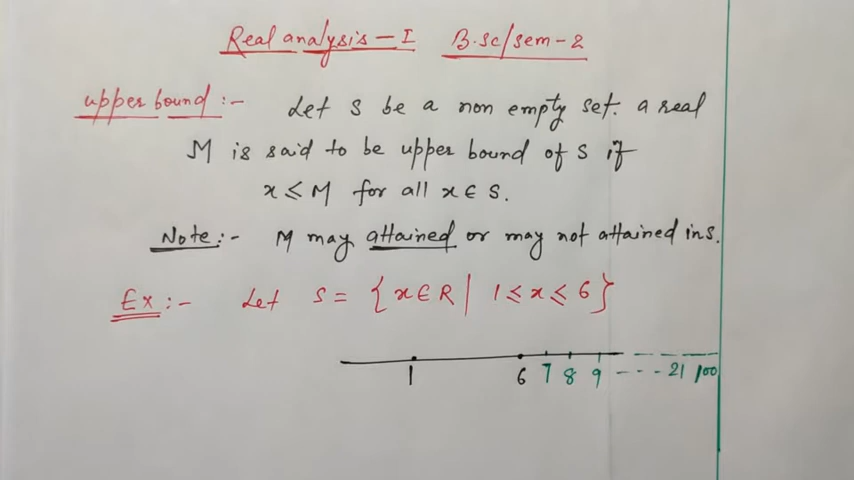 Real analysis - I B.sc/sem-2
upper bound :- Let S be a non empty set. a real
M is said to be upper bound of S if
x ≤ M for all x ∈ S.
Note:- M may attained or may not attained in S.
Ex:- Let S = {x ∈ R | 1 ≤ x ≤ 6}
1 6 7 8 9 - - - 21 100